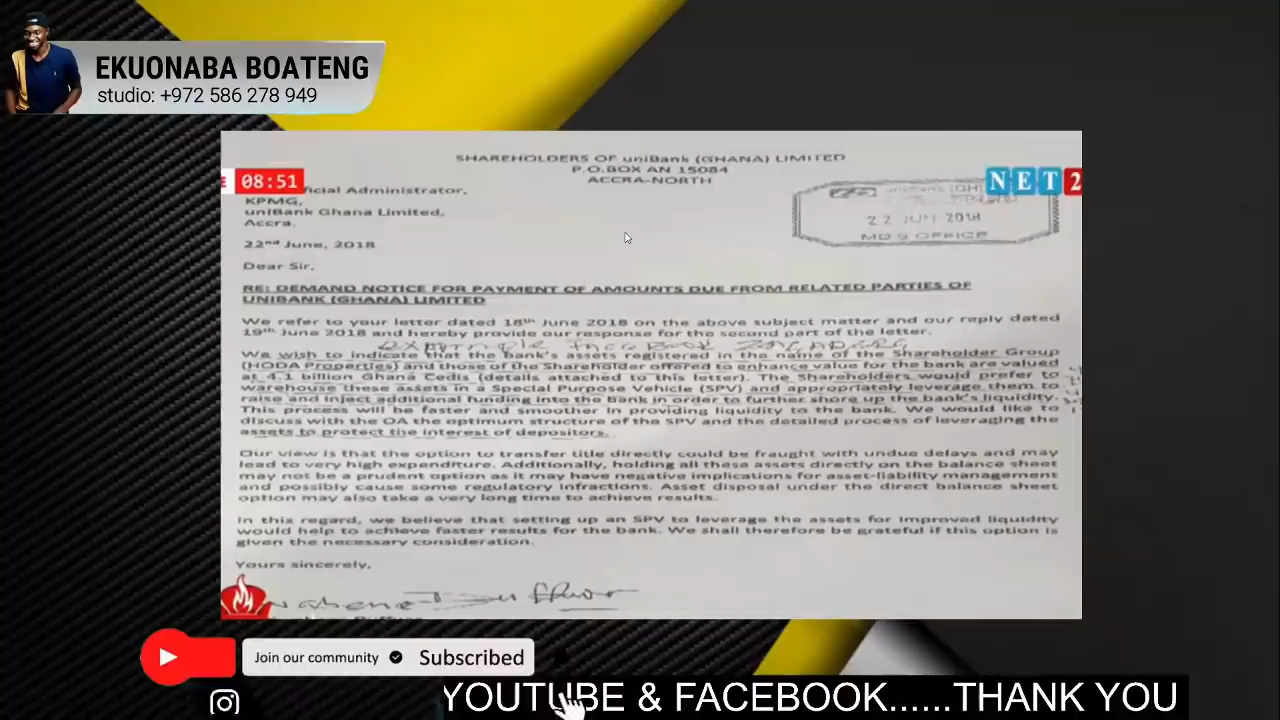 EKUONABA BOATENG
studio: +972 586 278 949
SHAREHOLDERS OF uniBank (GHANA) LIMITED
P.O.BOX AN 15084
ACCRA-NORTH
08:51
NET2
icial Administrator,
KPMG,
uniBank Ghana Limited,
Accra.
22 JUN 2018
MD'S OFFICE
22nd June, 2018
Dear Sir,
RE: DEMAND NOTICE FOR PAYMENT OF AMOUNTS DUE FROM RELATED PARTIES OF
UNIBANK (GHANA) LIMITED
We refer to your letter dated 18th June 2018 on the above subject matter and our reply dated
19th June 2018 and hereby provide our response for the second part of the letter.
We wish to indicate that the bank's assets registered in the name of the Shareholder Group
(HODA Properties) and those of the Shareholder offered to enhance value for the bank are valued
at 4.1 billion Ghana Cedis (details attached to this letter). The Shareholders would prefer to
warehouse these assets in a Special Purpose Vehicle (SPV) and appropriately leverage them to
raise and inject additional funding into the bank in order to further shore up the bank's liquidity.
This process will be faster and smoother in providing liquidity to the bank. We would like to
discuss with the OA the optimum structure of the SPV and the detailed process of leveraging the
assets to protect the interest of depositors.
Our view is that the option to transfer title directly could be fraught with undue delays and may
lead to very high expenditure. Additionally, holding all these assets directly on the balance sheet
may not be a prudent option as it may have negative implications for asset-liability management
and possibly cause some regulatory infractions. Asset disposal under the direct balance sheet
option may also take a very long time to achieve results.
In this regard, we believe that setting up an SPV to leverage the assets for improved liquidity
would help to achieve faster results for the bank. We shall therefore be grateful if this option is
given the necessary consideration.
Yours sincerely,
Join our community Subscribed
YOUTUBE & FACEBOOK......THANK YOU